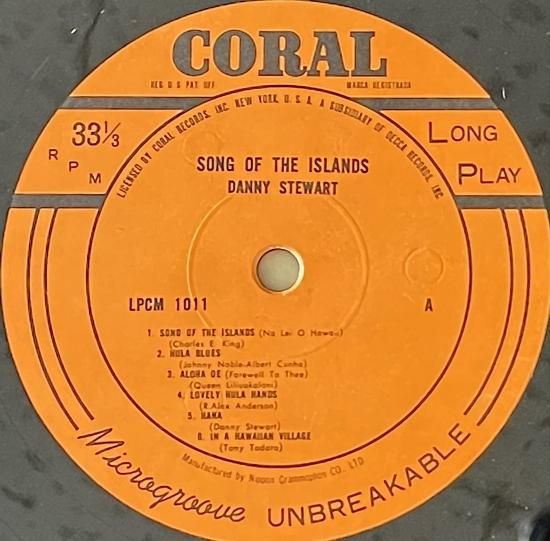 CORAL
REG. U S PAT. OFF.
MARCA REGISTRADA
LICENSED BY CORAL RECORDS, INC. NEW YORK, U. S. A. A SUBSIDIARY OF DECCA RECORDS, INC
33⅓
RPM
LONG
PLAY
SONG OF THE ISLANDS
DANNY STEWART
LPCM 1011
A
1. SONG OF THE ISLANDS (Na Lei O Hawaii)
(Charles E. King)
2. HULA BLUES
(Johnny Noble-Albert Cunha)
3. ALOHA OE (Farewell To Thee)
(Queen Liliuokalani)
4. LOVELY HULA HANDS
(R.Alex Anderson)
5. HANA
(Danny Stewart)
6. IN A HAWAIIAN VILLAGE
(Tony Todaro)
Manufactured by Nippon Grammophon CO., LTD
Microgroove UNBREAKABLE